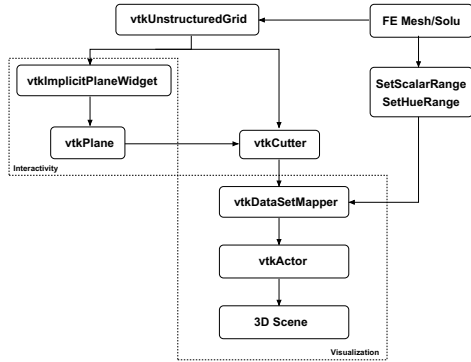 vtkUnstructuredGrid
FE Mesh/Solu
vtkImplicitPlaneWidget
SetScalarRange
SetHueRange
vtkPlane
vtkCutter
Interactivity
vtkDataSetMapper
vtkActor
3D Scene
Visualization